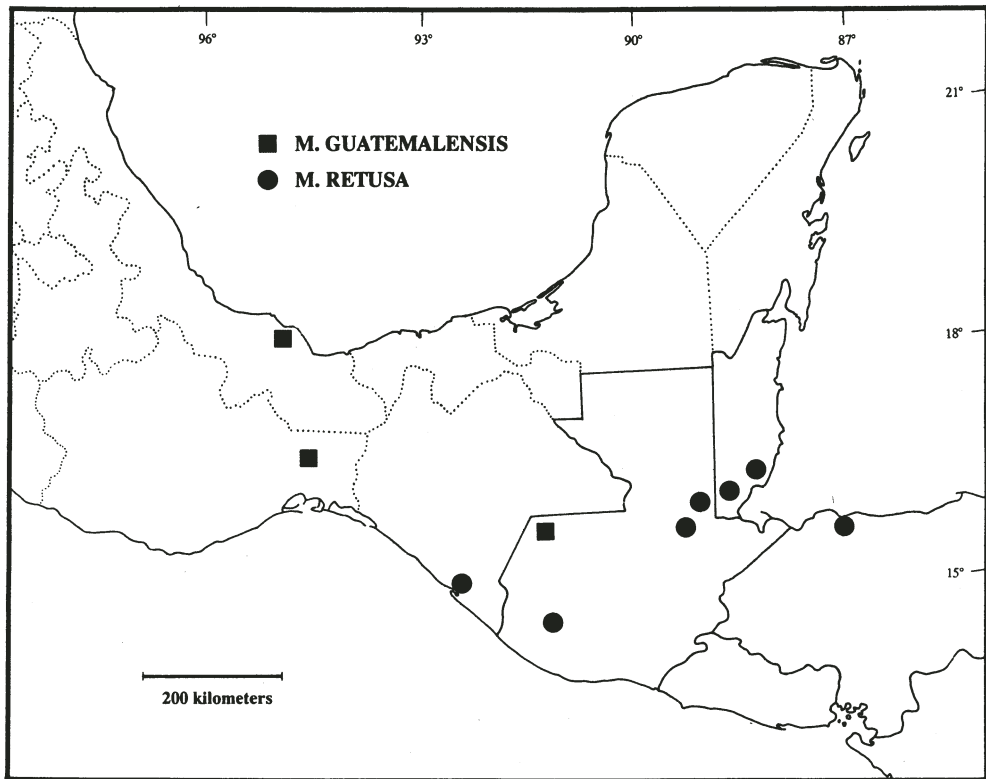 96° 93° 90° 87°
21°
M. GUATEMALENSIS
M. RETUSA
18°
15°
200 kilometers